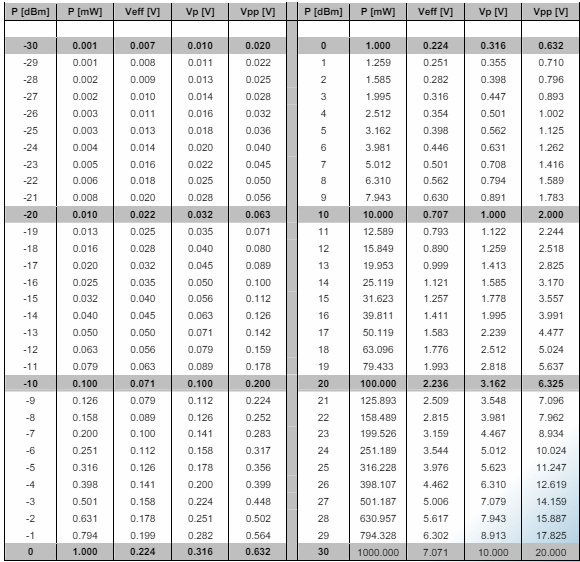 P [dBm] P [mW] Veff [V] Vp [V] Vpp [V] P [dBm] P [mW] Veff [V] Vp [V] Vpp [V]
-30 0.001 0.007 0.010 0.020 0 1.000 0.224 0.316 0.632
-29 0.001 0.008 0.011 0.022 1 1.259 0.251 0.355 0.710
-28 0.002 0.009 0.013 0.025 2 1.585 0.282 0.398 0.796
-27 0.002 0.010 0.014 0.028 3 1.995 0.316 0.447 0.893
-26 0.003 0.011 0.016 0.032 4 2.512 0.354 0.501 1.002
-25 0.003 0.013 0.018 0.036 5 3.162 0.398 0.562 1.125
-24 0.004 0.014 0.020 0.040 6 3.981 0.446 0.631 1.262
-23 0.005 0.016 0.022 0.045 7 5.012 0.501 0.708 1.416
-22 0.006 0.018 0.025 0.050 8 6.310 0.562 0.794 1.589
-21 0.008 0.020 0.028 0.056 9 7.943 0.630 0.891 1.783
-20 0.010 0.022 0.032 0.063 10 10.000 0.707 1.000 2.000
-19 0.013 0.025 0.035 0.071 11 12.589 0.793 1.122 2.244
-18 0.016 0.028 0.040 0.080 12 15.849 0.890 1.259 2.518
-17 0.020 0.032 0.045 0.089 13 19.953 0.999 1.413 2.825
-16 0.025 0.035 0.050 0.100 14 25.119 1.121 1.585 3.170
-15 0.032 0.040 0.056 0.112 15 31.623 1.257 1.778 3.557
-14 0.040 0.045 0.063 0.126 16 39.811 1.411 1.995 3.991
-13 0.050 0.050 0.071 0.142 17 50.119 1.583 2.239 4.477
-12 0.063 0.056 0.079 0.159 18 63.096 1.776 2.512 5.024
-11 0.079 0.063 0.089 0.178 19 79.433 1.993 2.818 5.637
-10 0.100 0.071 0.100 0.200 20 100.000 2.236 3.162 6.325
-9 0.126 0.079 0.112 0.224 21 125.893 2.509 3.548 7.096
-8 0.158 0.089 0.126 0.252 22 158.489 2.815 3.981 7.962
-7 0.200 0.100 0.141 0.283 23 199.526 3.159 4.467 8.934
-6 0.251 0.112 0.158 0.317 24 251.189 3.544 5.012 10.024
-5 0.316 0.126 0.178 0.356 25 316.228 3.976 5.623 11.247
-4 0.398 0.141 0.200 0.399 26 398.107 4.462 6.310 12.619
-3 0.501 0.158 0.224 0.448 27 501.187 5.006 7.079 14.159
-2 0.631 0.178 0.251 0.502 28 630.957 5.617 7.943 15.887
-1 0.794 0.199 0.282 0.564 29 794.328 6.302 8.913 17.825
0 1.000 0.224 0.316 0.632 30 1000.000 7.071 10.000 20.000